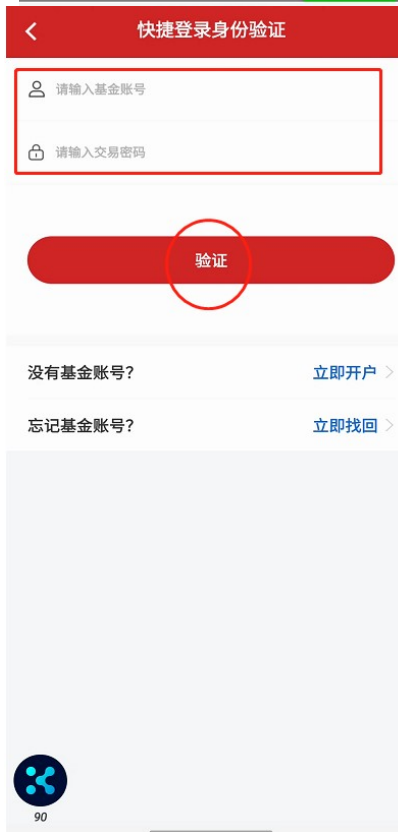 快捷登录身份验证
请输入基金账号
请输入交易密码
验证
没有基金账号? 立即开户
忘记基金账号? 立即找回
90